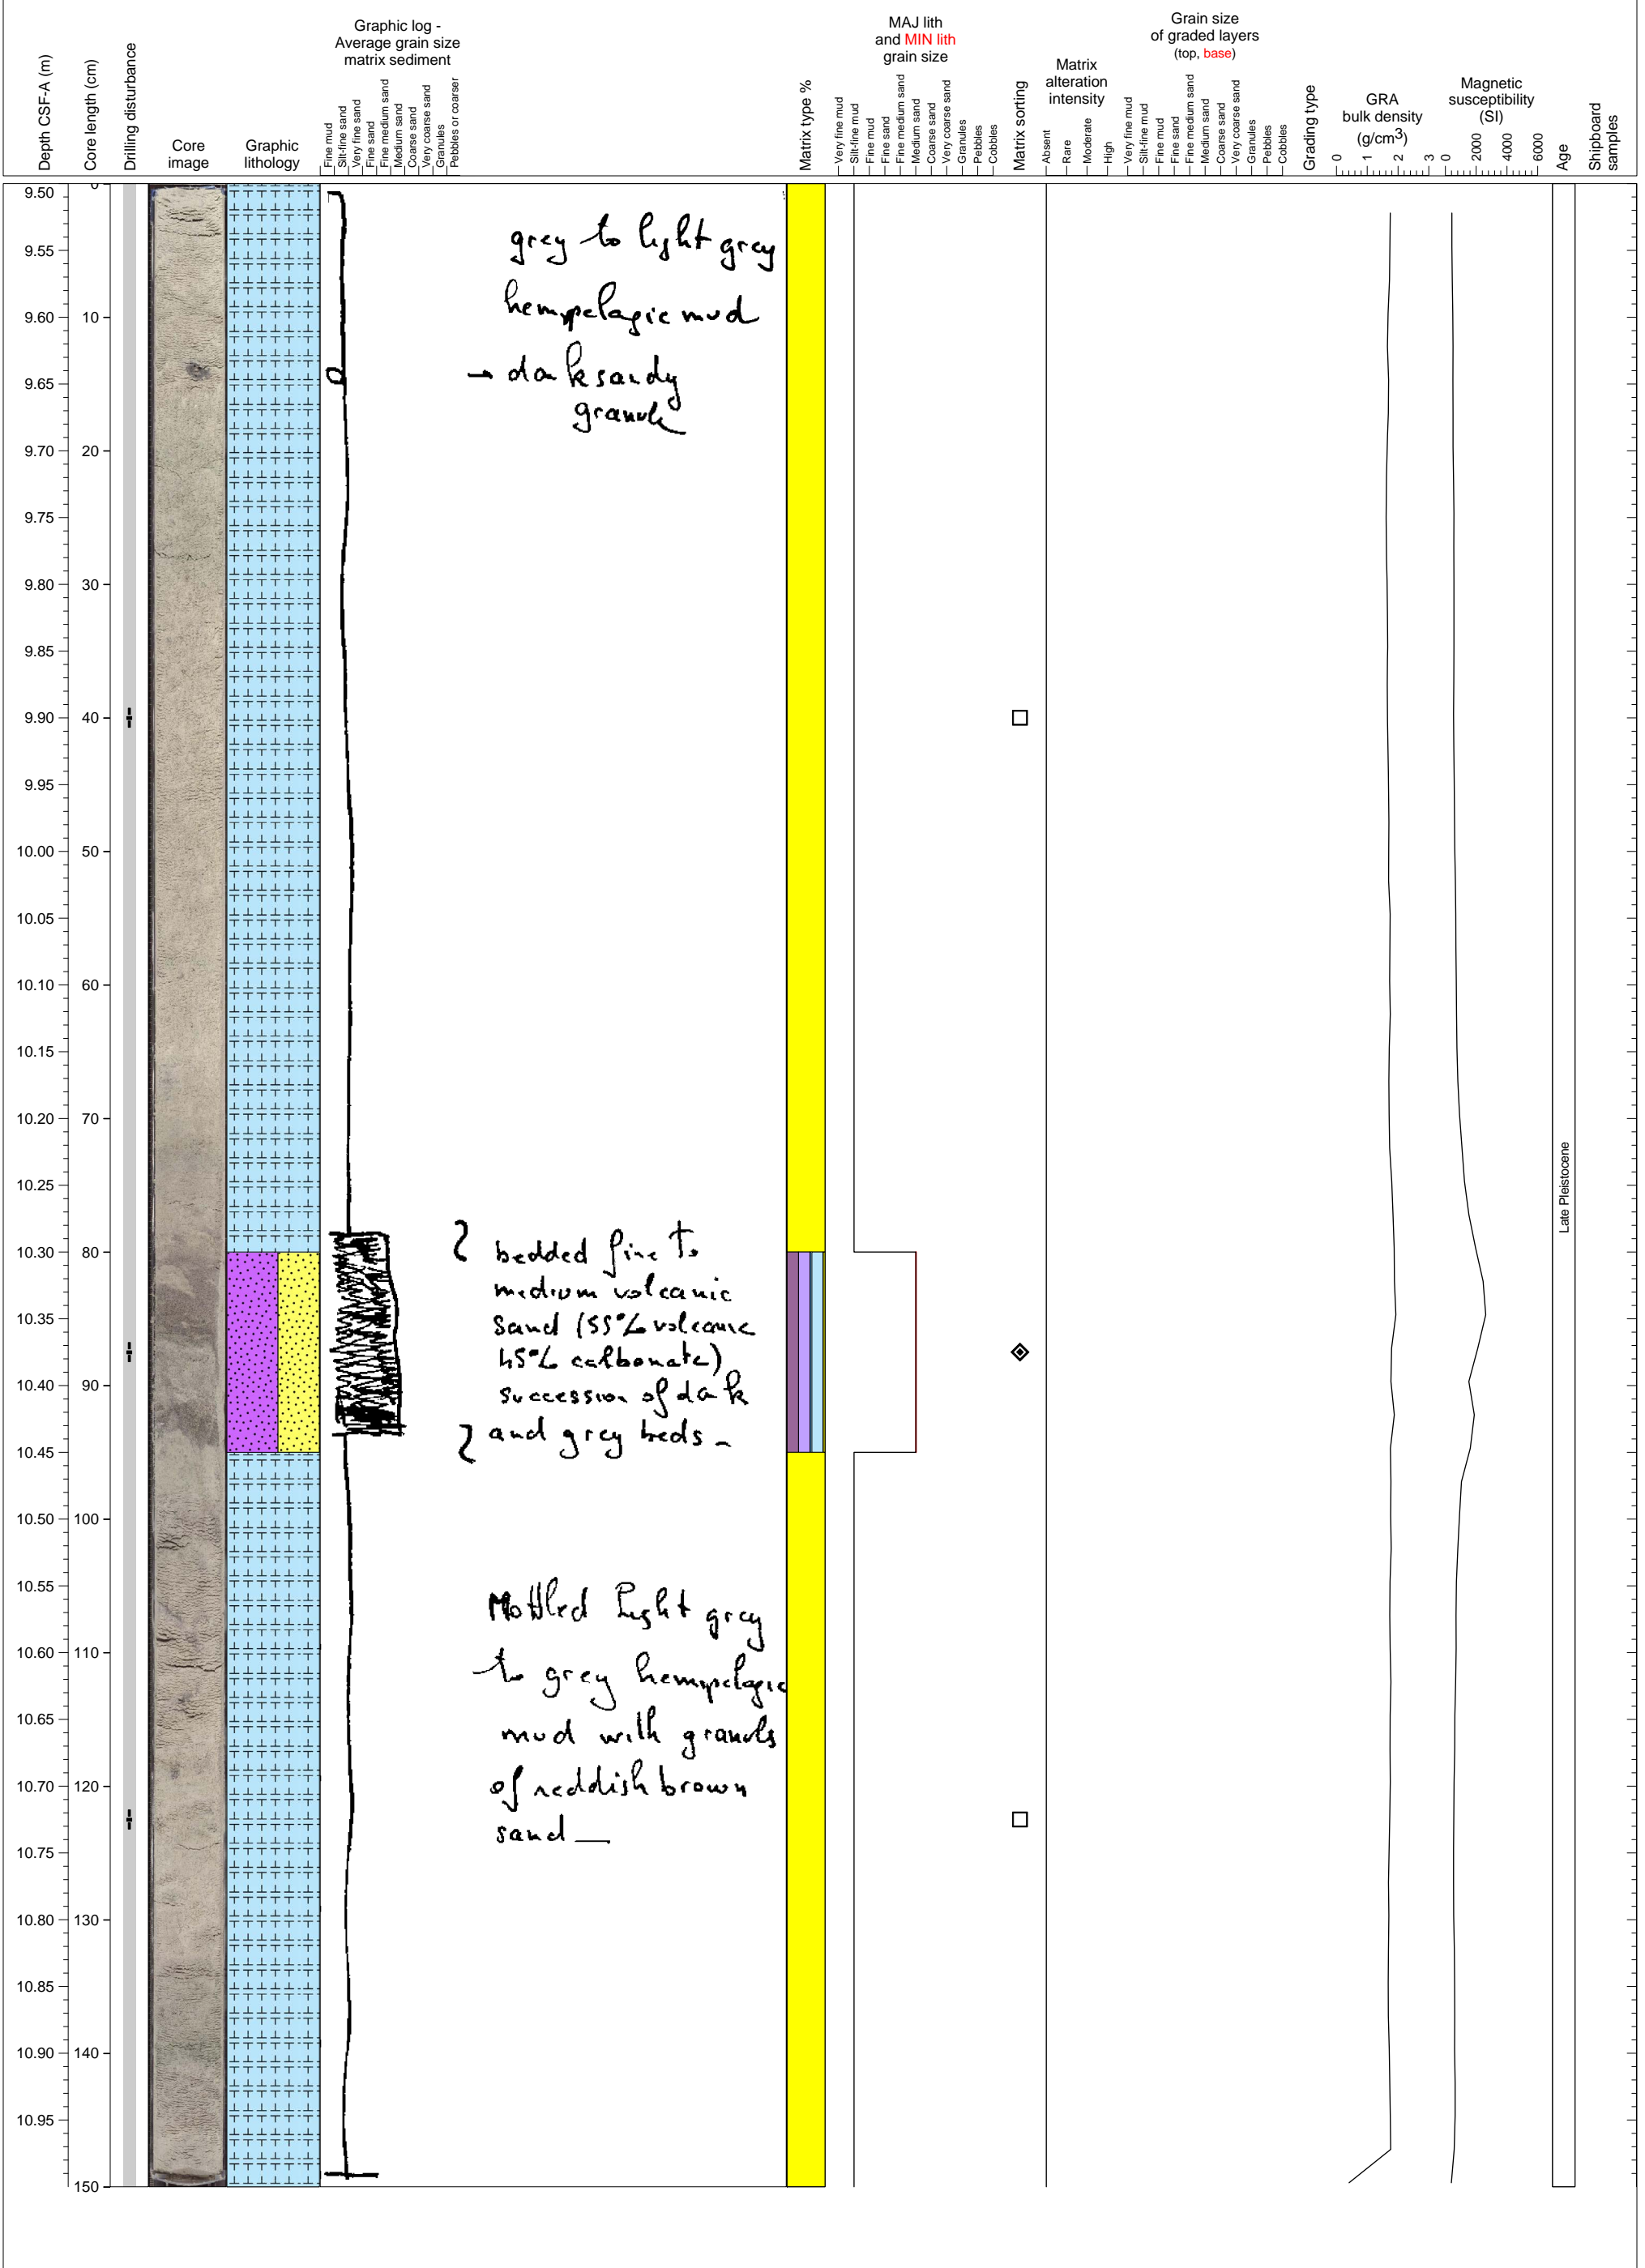 Depth CSF-A (m)
Core length (cm)
Drilling disturbance
Core
image
Graphic
lithology
Graphic log -
Average grain size
matrix sediment
Fine mud
Silt-fine sand
Very fine sand
Fine sand
Fine medium sand
Medium sand
Coarse sand
Very coarse sand
Granules
Pebbles or coarser
Matrix type %
MAJ lith
and MIN lith
grain size
Very fine mud
Silt-fine mud
Fine mud
Fine sand
Fine medium sand
Medium sand
Coarse sand
Very coarse sand
Granules
Pebbles
Cobbles
Matrix sorting
Matrix
alteration
intensity
Absent
Rare
Moderate
High
Grain size
of graded layers
(top, base)
Very fine mud
Silt-fine mud
Fine mud
Fine sand
Fine medium sand
Medium sand
Coarse sand
Very coarse sand
Granules
Pebbles
Cobbles
Grading type
GRA
bulk density
(g/cm3)
0 1 2 3
Magnetic
susceptibility
(SI)
0 2000 4000 6000
Age
Shipboard
samples
9.50 0
9.55
9.60 10
9.65
9.70 20
9.75
9.80 30
9.85
9.90 40
9.95
10.00 50
10.05
10.10 60
10.15
10.20 70
10.25
10.30 80
10.35
10.40 90
10.45
10.50 100
10.55
10.60 110
10.65
10.70 120
10.75
10.80 130
10.85
10.90 140
10.95
150
grey to light grey
hemipelagic mud
→ dark sandy
granule
bedded fine to
medium volcanic
sand (55% volcanic
45% carbonate)
succession of dark
and grey beds -
Mottled light grey
to grey hemipelagic
mud with granuls
of reddish brown
sand —
Late Pleistocene